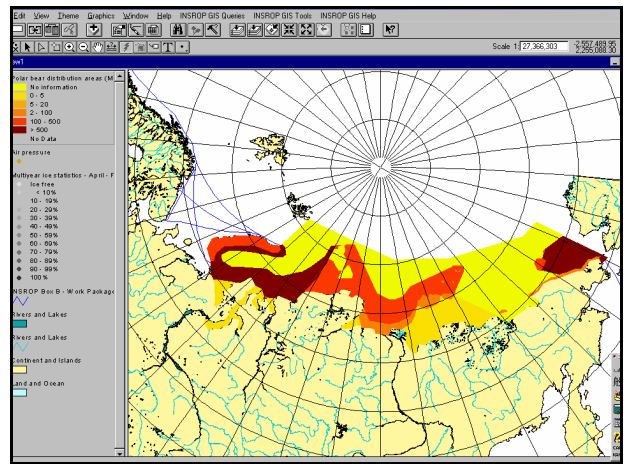 Edit View Theme Graphics Window Help INSROP GIS Queries INSROP GIS Tools INSROP GIS Help
T
Scale 1: 27,366,303
-2,557,489.95
2,255,088.30
ew1
Polar bear distribution areas (M
No information
0 - 5
5 - 20
2 - 100
100 - 500
> 500
No Data
Air pressure
Multiyear ice statistics - April - F
Ice free
< 10%
10 - 19%
20 - 29%
30 - 39%
40 - 49%
50 - 59%
60 - 69%
70 - 79%
80 - 89%
90 - 99%
100%
INSROP Box B - Work Package
Rivers and Lakes
Rivers and Lakes
Continent and Islands
Land and Ocean